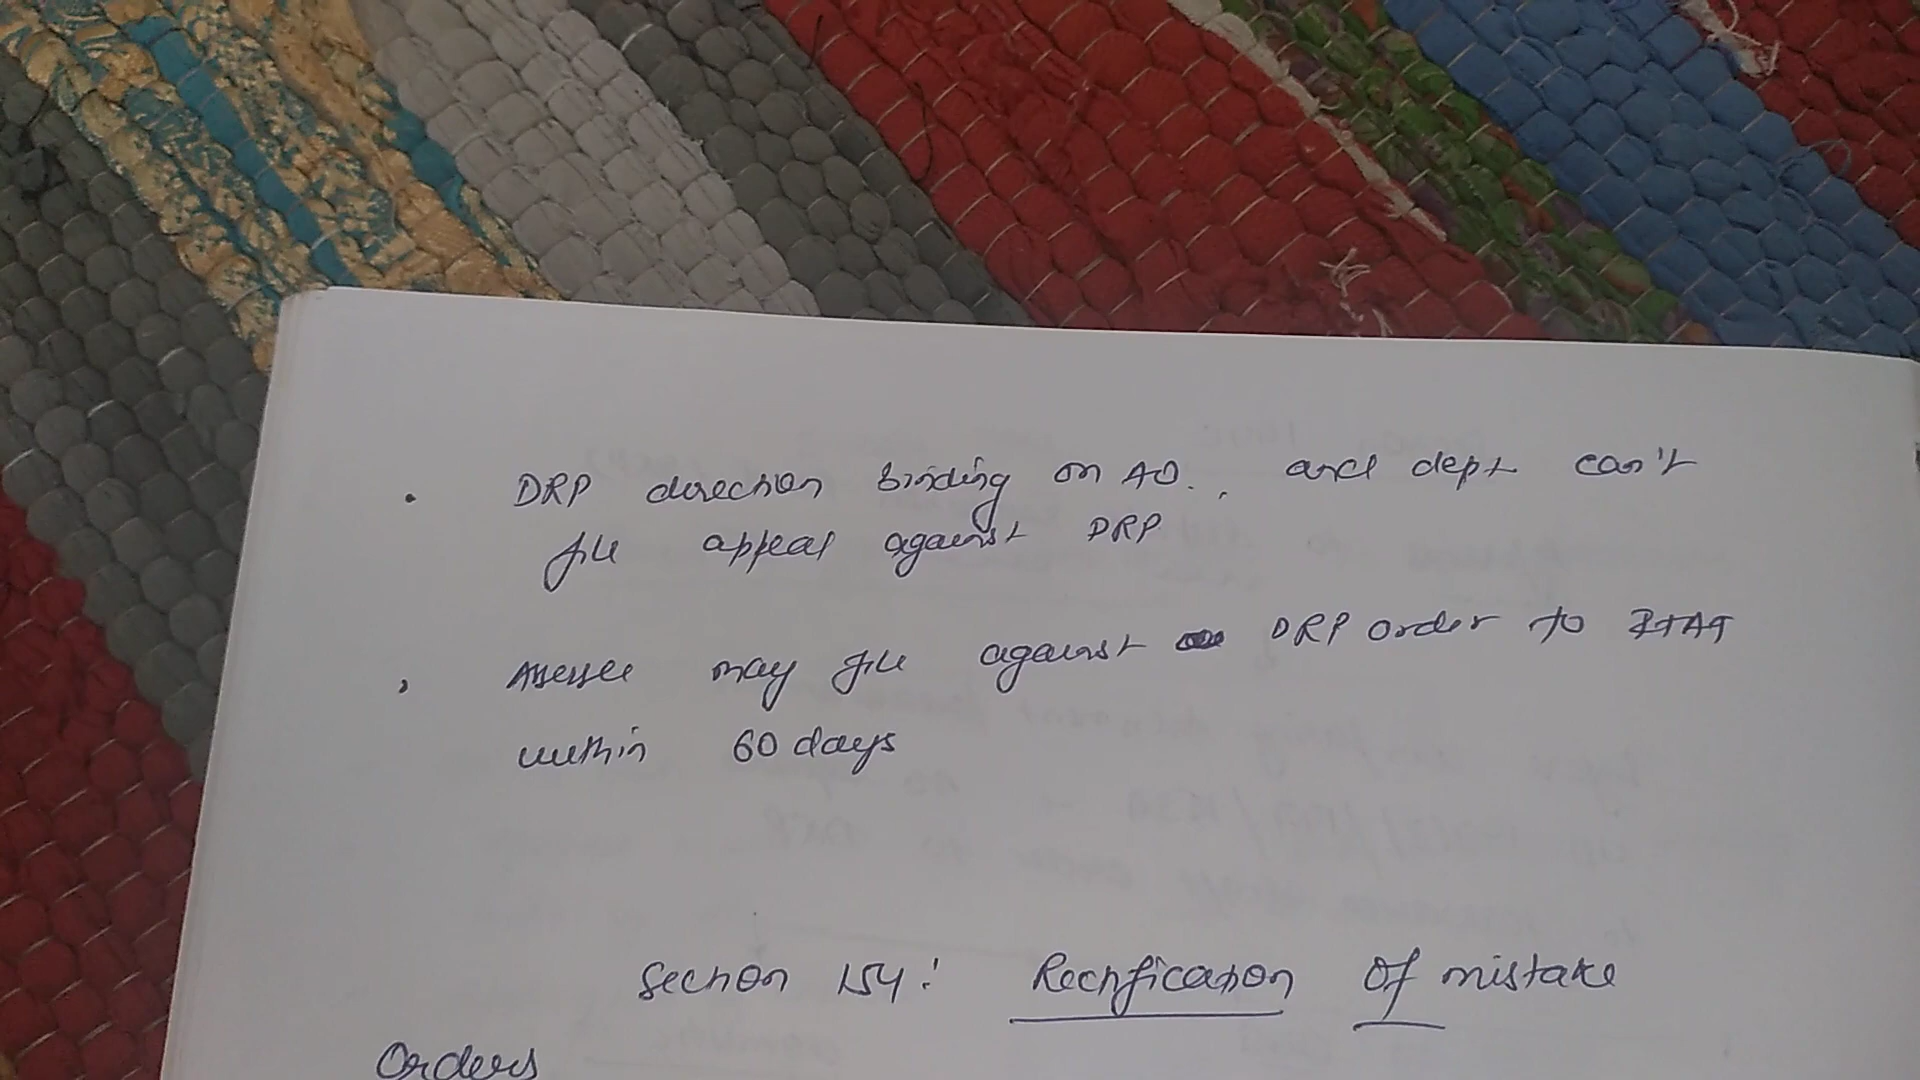 • DRP direction binding on AO., and dept can't
file appeal against DRP
• Assessee may file against DRP order to ITAT
within 60 days
Section 154: Rectification of mistake
Orders